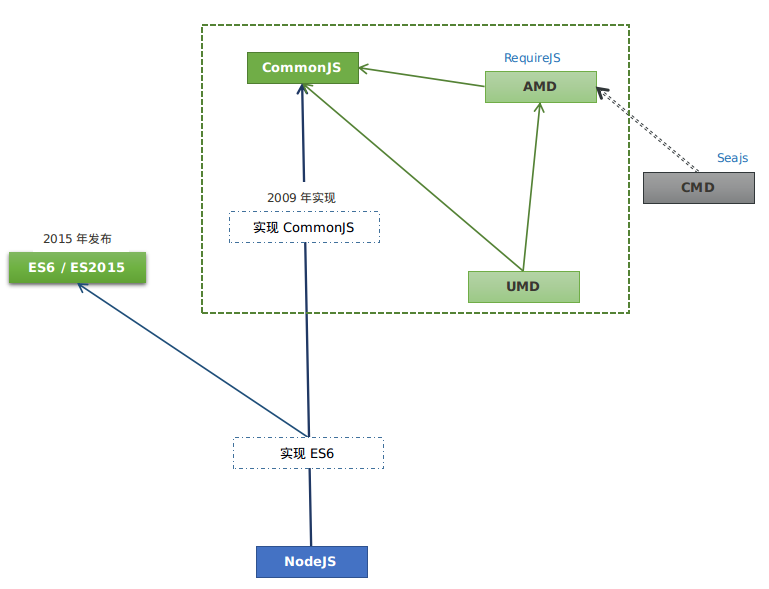 RequireJS
CommonJS
AMD
Seajs
CMD
2009 年实现
实现 CommonJS
2015 年发布
ES6 / ES2015
UMD
实现 ES6
NodeJS